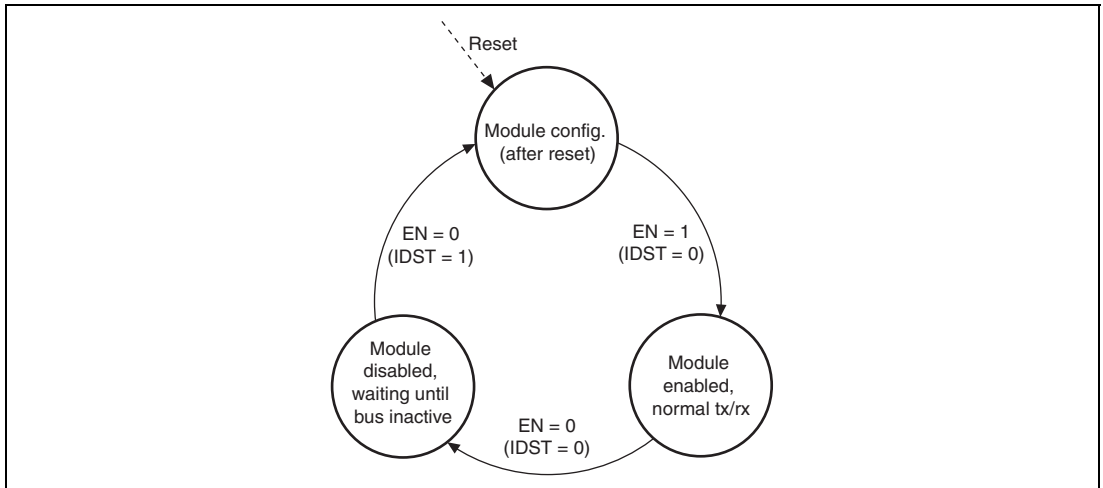 Reset
Module config.
(after reset)
EN = 0
(IDST = 1)
EN = 1
(IDST = 0)
Module
disabled,
waiting until
bus inactive
Module
enabled,
normal tx/rx
EN = 0
(IDST = 0)